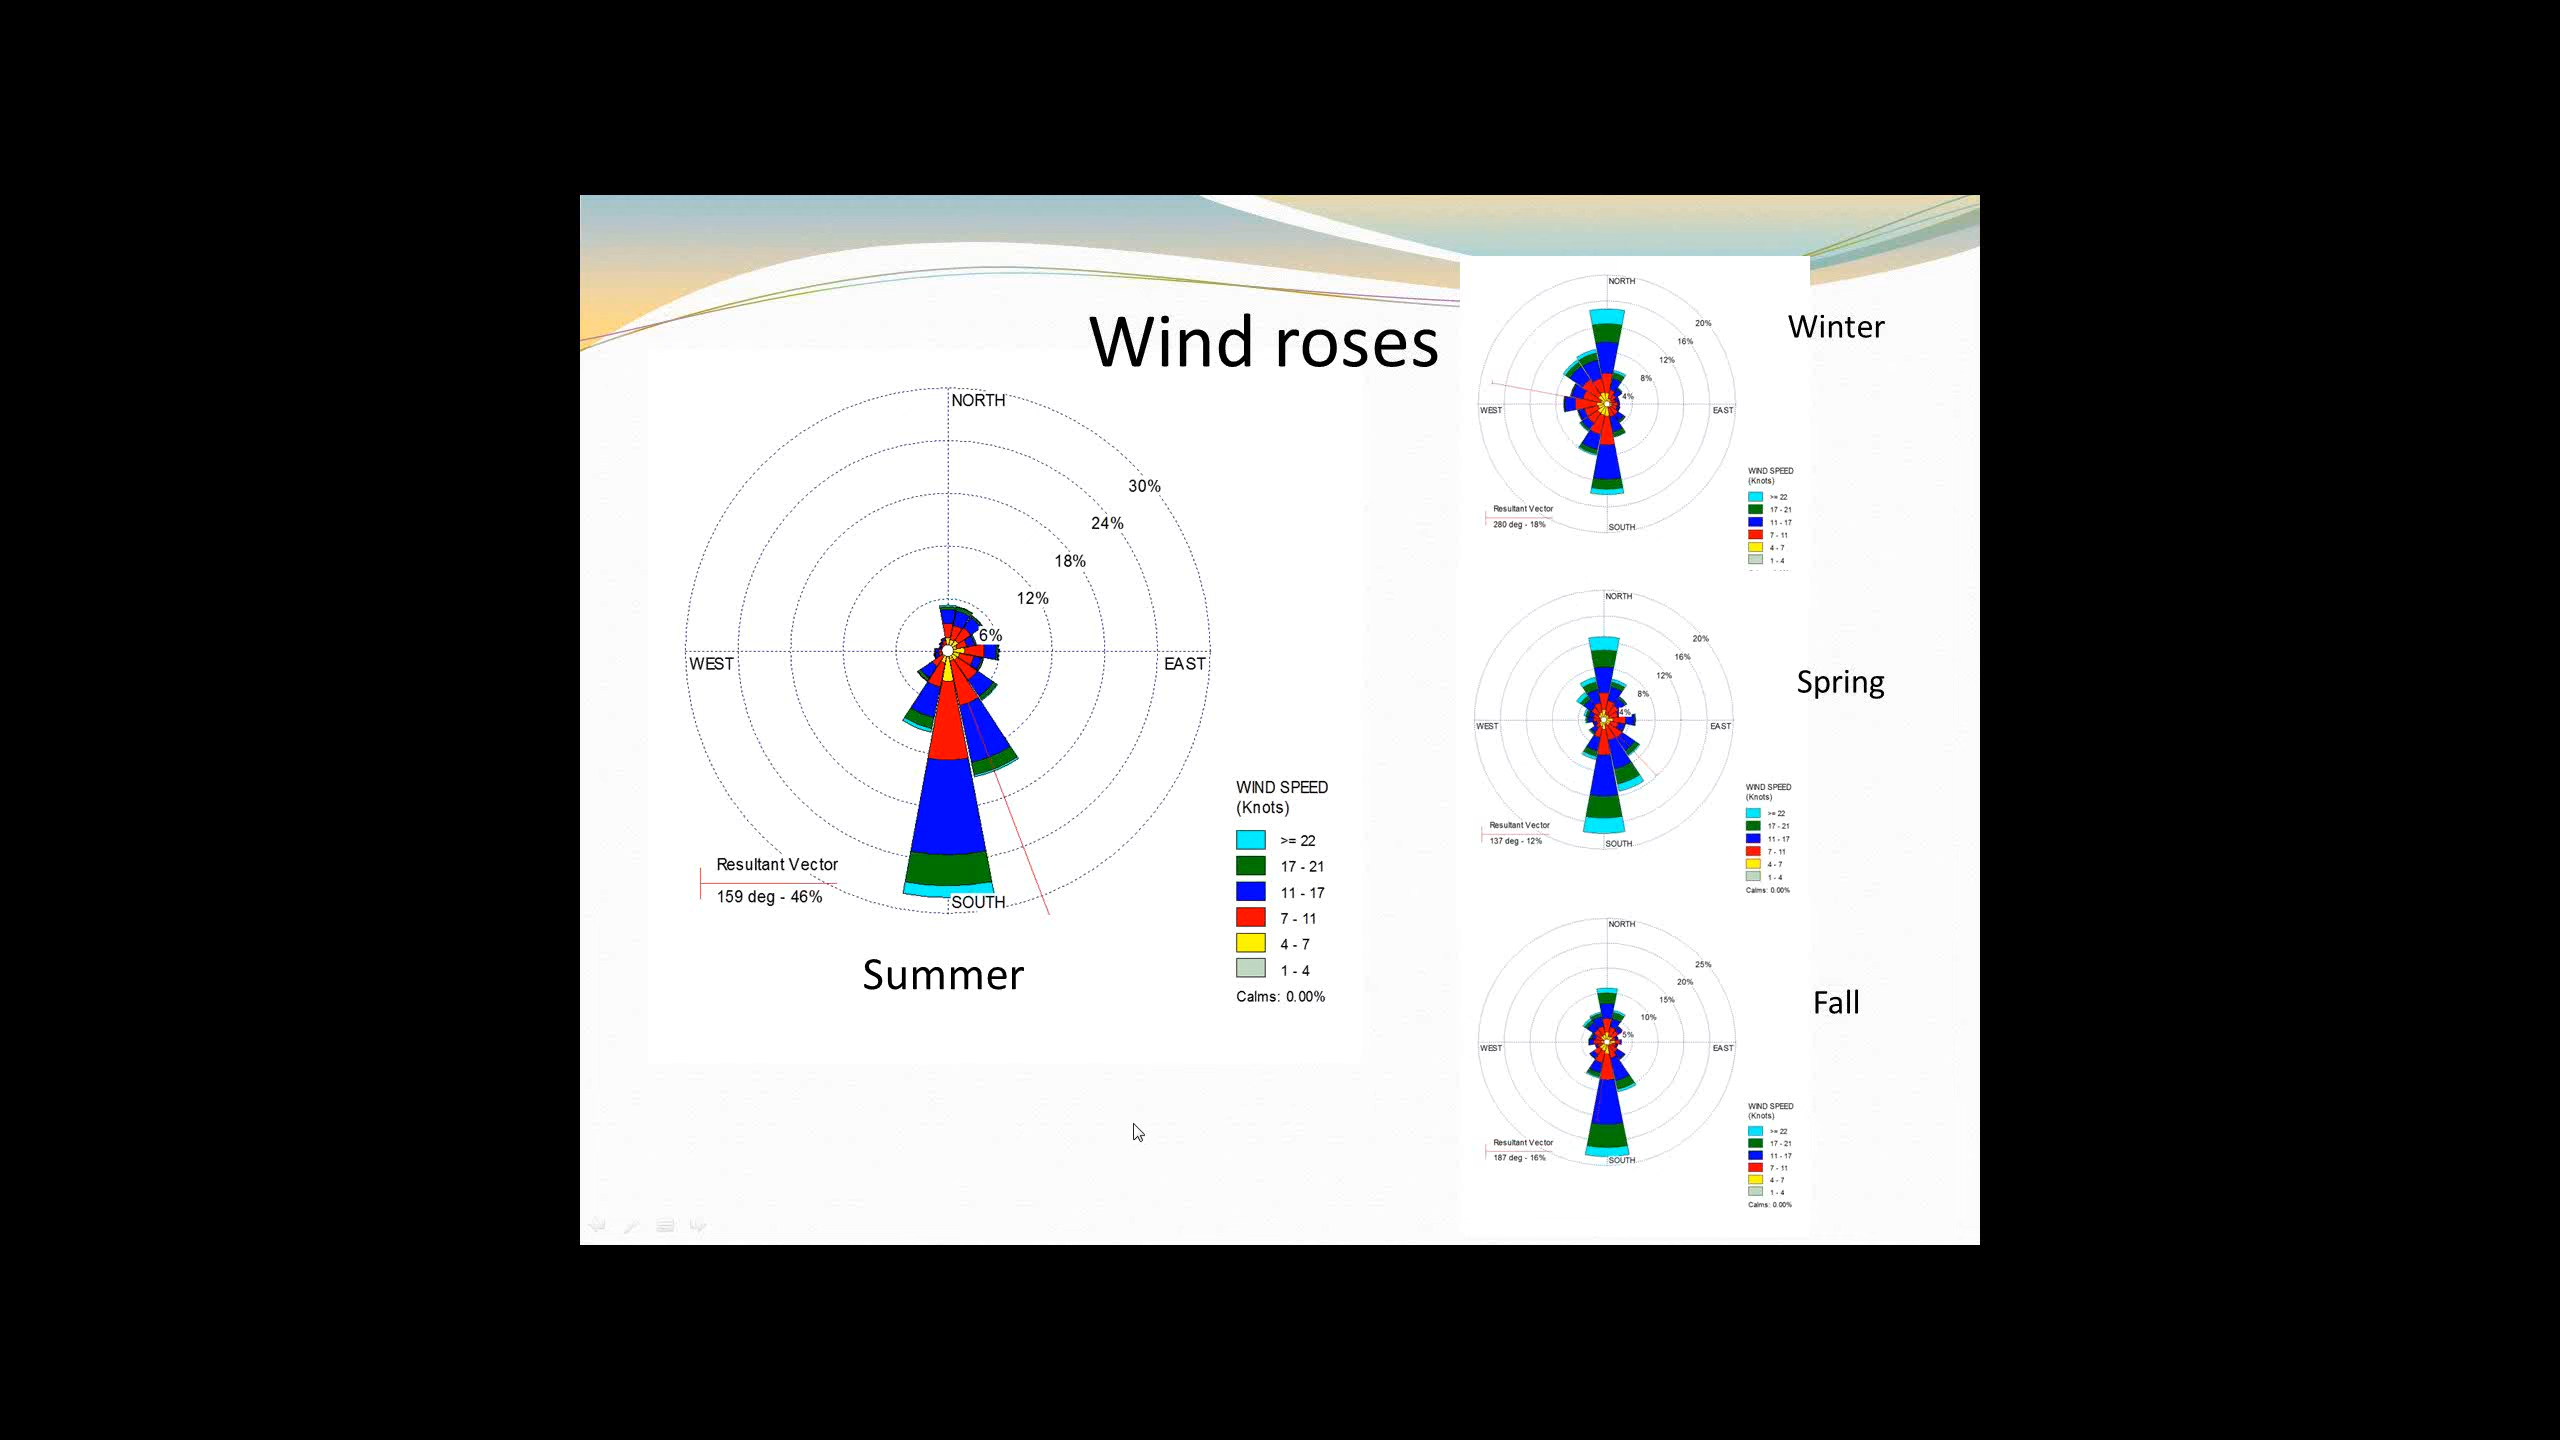 Wind roses
NORTH
30%
24%
18%
12%
6%
WEST
EAST
SOUTH
Resultant Vector
159 deg - 46%
WIND SPEED
(Knots)
>= 22
17 - 21
11 - 17
7 - 11
4 - 7
1 - 4
Calms: 0.00%
Summer
NORTH
20%
16%
12%
8%
4%
WEST
EAST
SOUTH
Resultant Vector
280 deg - 18%
WIND SPEED
(Knots)
>= 22
17 - 21
11 - 17
7 - 11
4 - 7
1 - 4
Winter
NORTH
20%
16%
12%
8%
4%
WEST
EAST
SOUTH
Resultant Vector
137 deg - 12%
WIND SPEED
(Knots)
>= 22
17 - 21
11 - 17
7 - 11
4 - 7
1 - 4
Calms: 0.00%
Spring
NORTH
25%
20%
15%
10%
5%
WEST
EAST
SOUTH
Resultant Vector
187 deg - 16%
WIND SPEED
(Knots)
>= 22
17 - 21
11 - 17
7 - 11
4 - 7
1 - 4
Calms: 0.00%
Fall